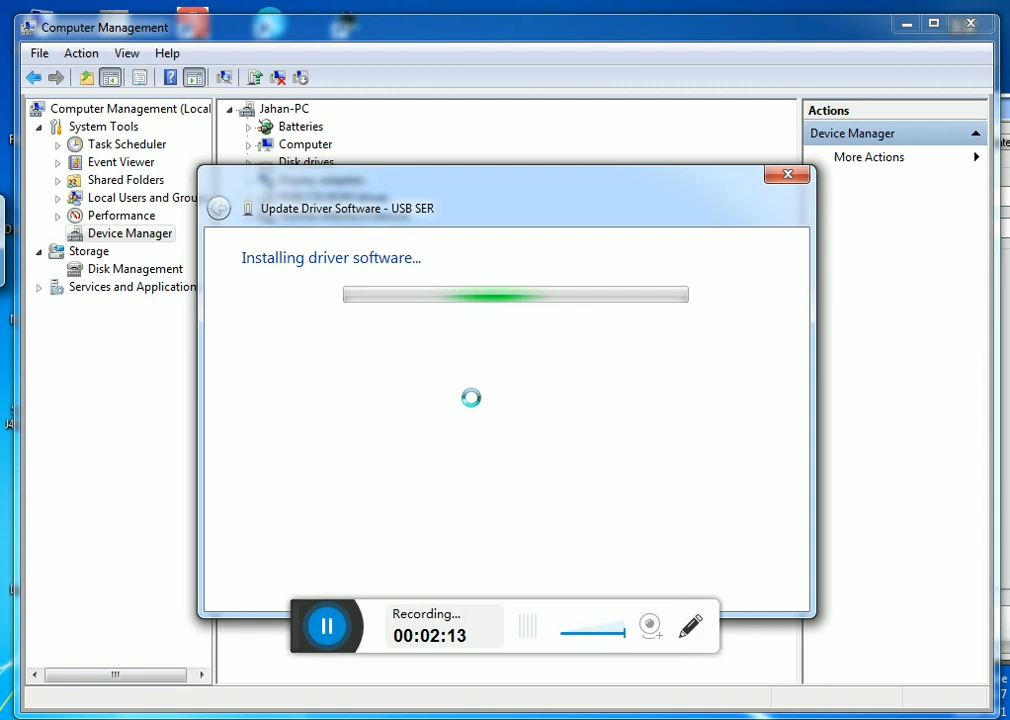 Computer Management
File Action View Help
Computer Management (Local
System Tools
Task Scheduler
Event Viewer
Shared Folders
Local Users and Grou
Performance
Device Manager
Storage
Disk Management
Services and Application
Jahan-PC
Batteries
Computer
Disk drives
Display adapters
Actions
Device Manager
More Actions
Update Driver Software - USB SER
Installing driver software...
Recording...
00:02:13